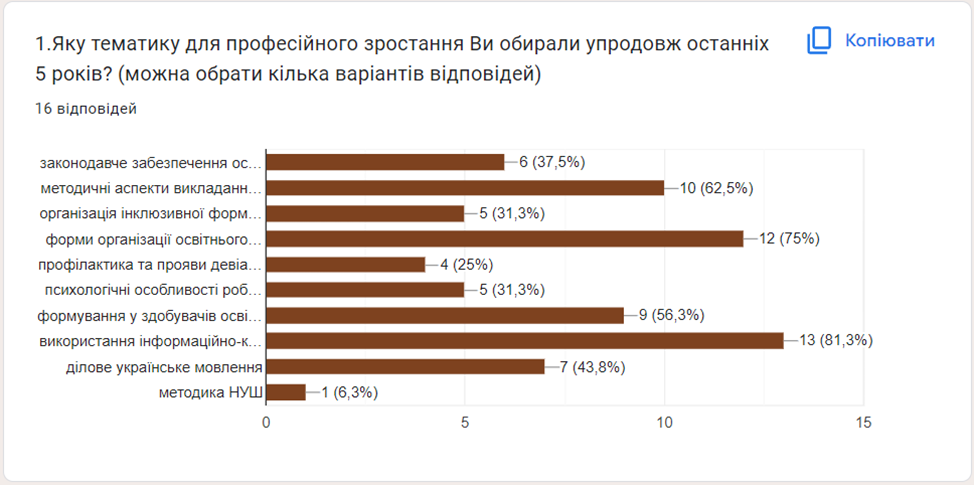 1.Яку тематику для професійного зростання Ви обирали упродовж останніх
5 років? (можна обрати кілька варіантів відповідей)
Копіювати
16 відповідей
законодавче забезпечення ос... 6 (37,5%)
методичні аспекти викладанн... 10 (62,5%)
організація інклюзивної форм... 5 (31,3%)
форми організації освітнього... 12 (75%)
профілактика та прояви девіа... 4 (25%)
психологічні особливості роб... 5 (31,3%)
формування у здобувачів осві... 9 (56,3%)
використання інформаційно-к... 13 (81,3%)
ділове українське мовлення 7 (43,8%)
методика НУШ 1 (6,3%)
0 5 10 15